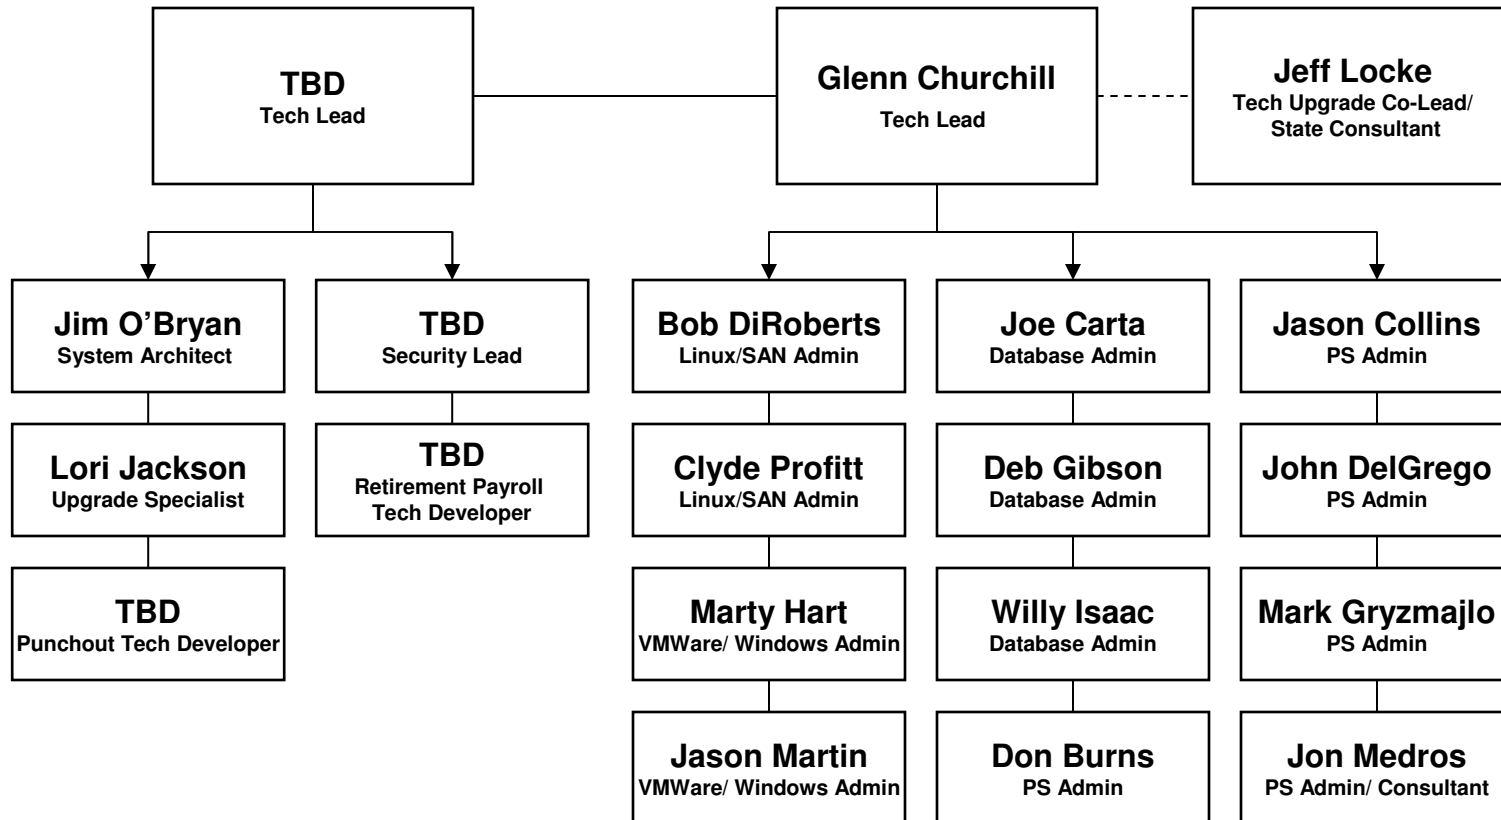 TBD
Tech Lead
Glenn Churchill
Tech Lead
Jeff Locke
Tech Upgrade Co-Lead/
State Consultant
Jim O’Bryan
System Architect
TBD
Security Lead
Bob DiRoberts
Linux/SAN Admin
Joe Carta
Database Admin
Jason Collins
PS Admin
Lori Jackson
Upgrade Specialist
TBD
Retirement Payroll
Tech Developer
Clyde Profitt
Linux/SAN Admin
Deb Gibson
Database Admin
John DelGrego
PS Admin
TBD
Punchout Tech Developer
Marty Hart
VMWare/ Windows Admin
Willy Isaac
Database Admin
Mark Gryzmajlo
PS Admin
Jason Martin
VMWare/ Windows Admin
Don Burns
PS Admin
Jon Medros
PS Admin/ Consultant